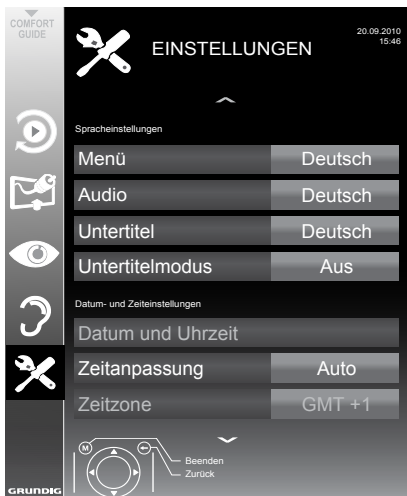 COMFORT
GUIDE
EINSTELLUNGEN
20.09.2010
15:46
Spracheinstellungen
Menü Deutsch
Audio Deutsch
Untertitel Deutsch
Untertitelmodus Aus
Datum- und Zeiteinstellungen
Datum und Uhrzeit
Zeitanpassung Auto
Zeitzone GMT +1
M
Beenden
Zurück
GRUNDIG